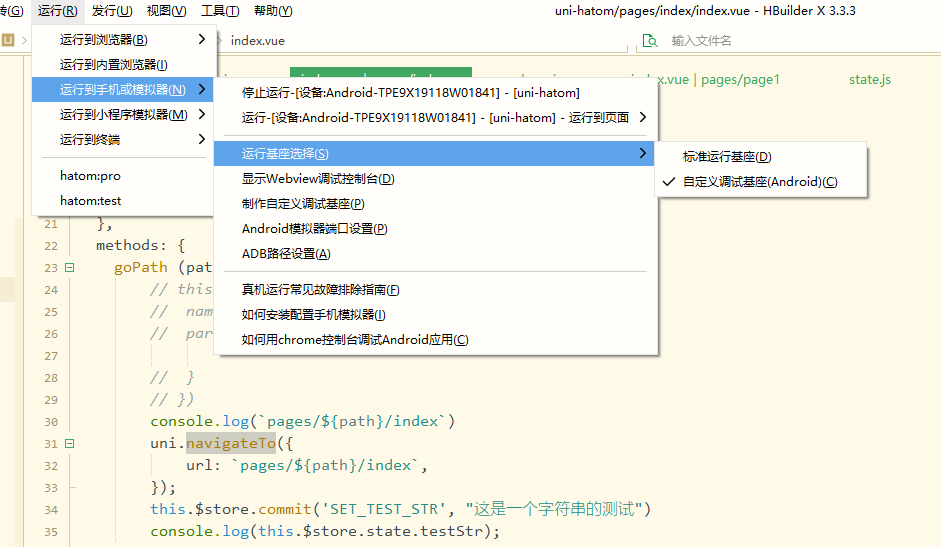 转(G) 运行(R) 发行(U) 视图(V) 工具(T) 帮助(Y) uni-hatom/pages/index/index.vue - HBuilder X 3.3.3
index.vue 输入文件名
运行到浏览器(B)
运行到内置浏览器(I)
运行到手机或模拟器(N)
运行到小程序模拟器(M)
运行到终端
hatom:pro
hatom:test
index.vue | pages/page1 state.js
停止运行-[设备:Android-TPE9X19118W01841] - [uni-hatom]
运行-[设备:Android-TPE9X19118W01841] - [uni-hatom] - 运行到页面
运行基座选择(S)
显示Webview调试控制台(D)
制作自定义调试基座(P)
Android模拟器端口设置(P)
ADB路径设置(A)
真机运行常见故障排除指南(F)
如何安装配置手机模拟器(I)
如何用chrome控制台调试Android应用(C)
标准运行基座(D)
自定义调试基座(Android)(C)
21 },
22 methods: {
23 goPath (pat
24 // this
25 // nam
26 // par
27
28 // }
29 // })
30 console.log(`pages/${path}/index`)
31 uni.navigateTo({
32 url: `pages/${path}/index`,
33 });
34 this.$store.commit('SET_TEST_STR', "这是一个字符串的测试")
35 console.log(this.$store.state.testStr);